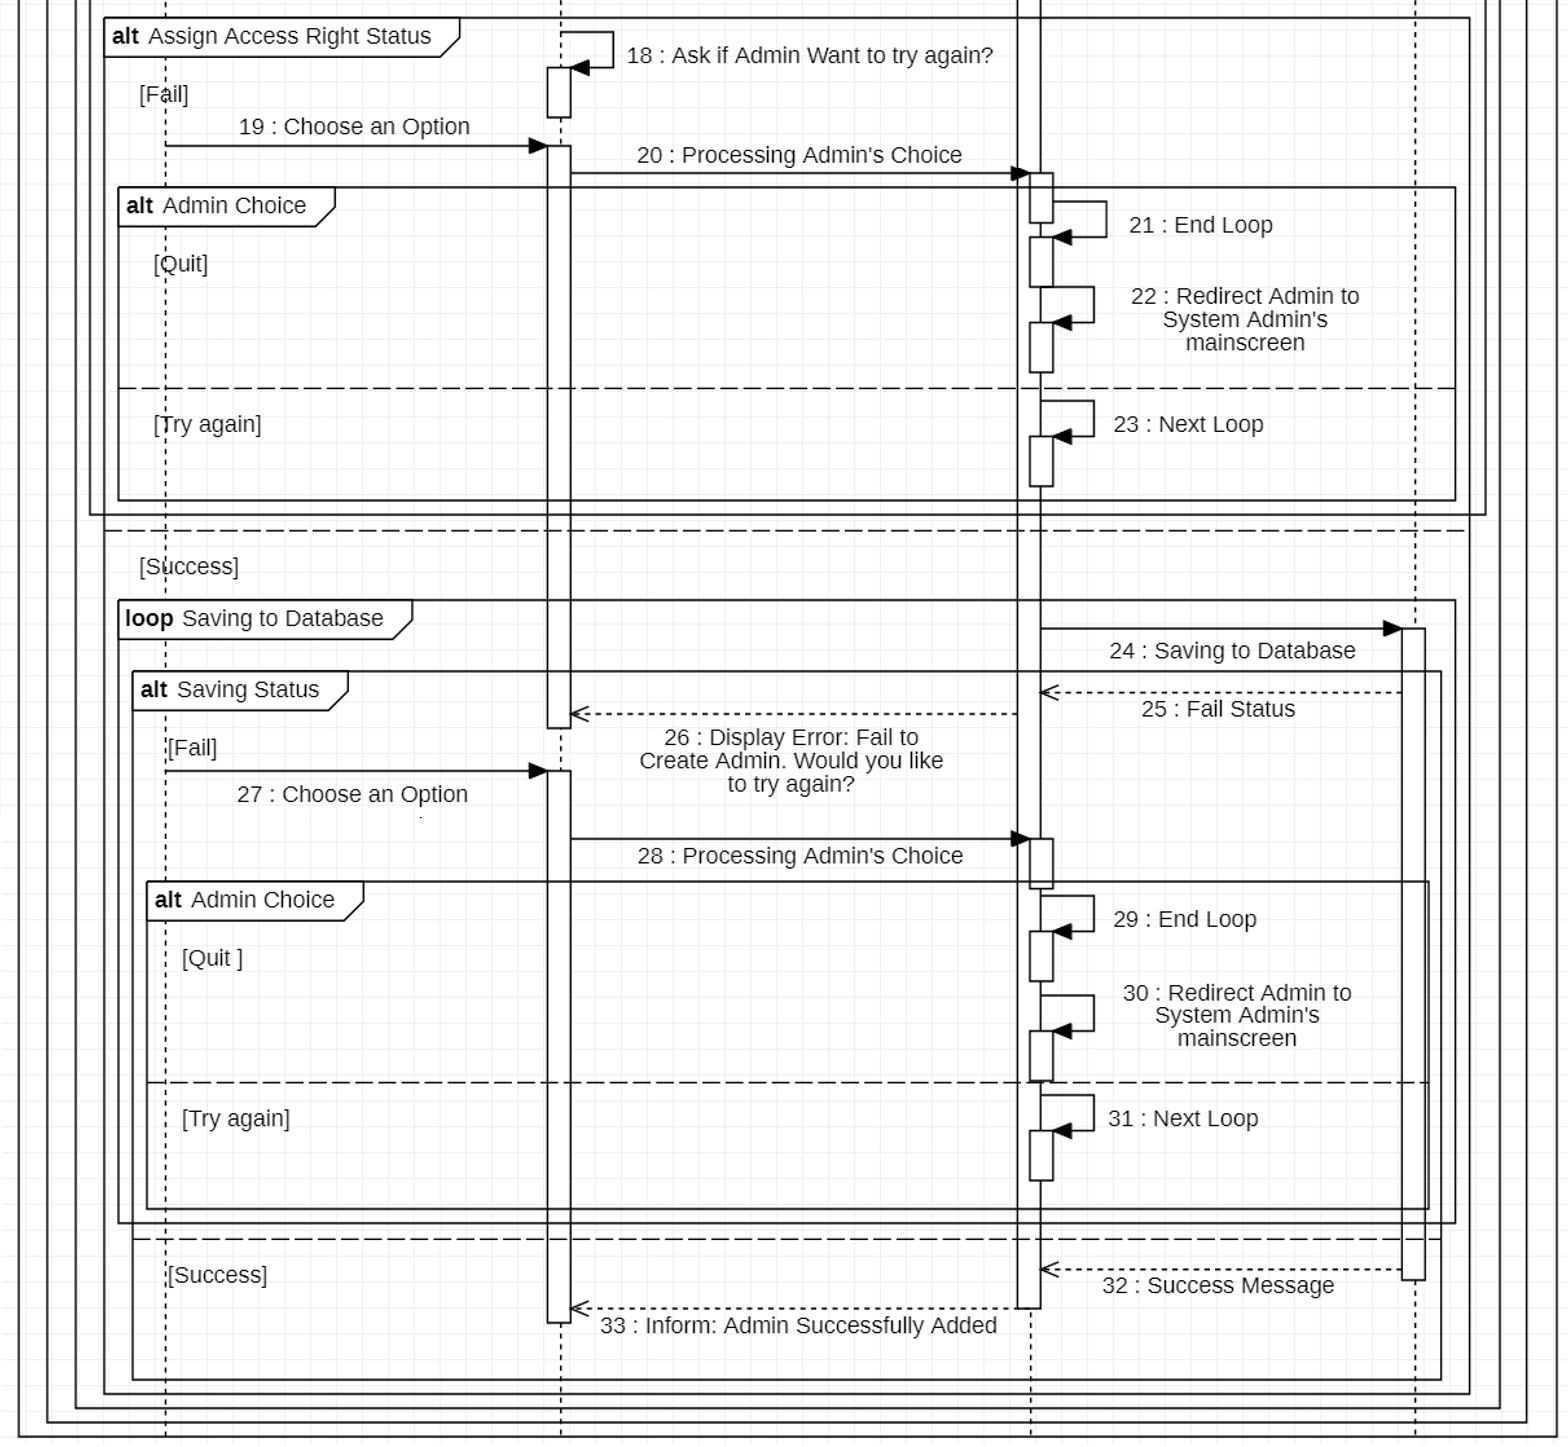 alt Assign Access Right Status
18 : Ask if Admin Want to try again?
[Fail]
19 : Choose an Option
20 : Processing Admin's Choice
alt Admin Choice
21 : End Loop
[Quit]
22 : Redirect Admin to
System Admin's
mainscreen
[Try again]
23 : Next Loop
[Success]
loop Saving to Database
24 : Saving to Database
alt Saving Status
25 : Fail Status
26 : Display Error: Fail to
Create Admin. Would you like
to try again?
[Fail]
27 : Choose an Option
28 : Processing Admin's Choice
alt Admin Choice
29 : End Loop
[Quit ]
30 : Redirect Admin to
System Admin's
mainscreen
[Try again]
31 : Next Loop
[Success]
32 : Success Message
33 : Inform: Admin Successfully Added